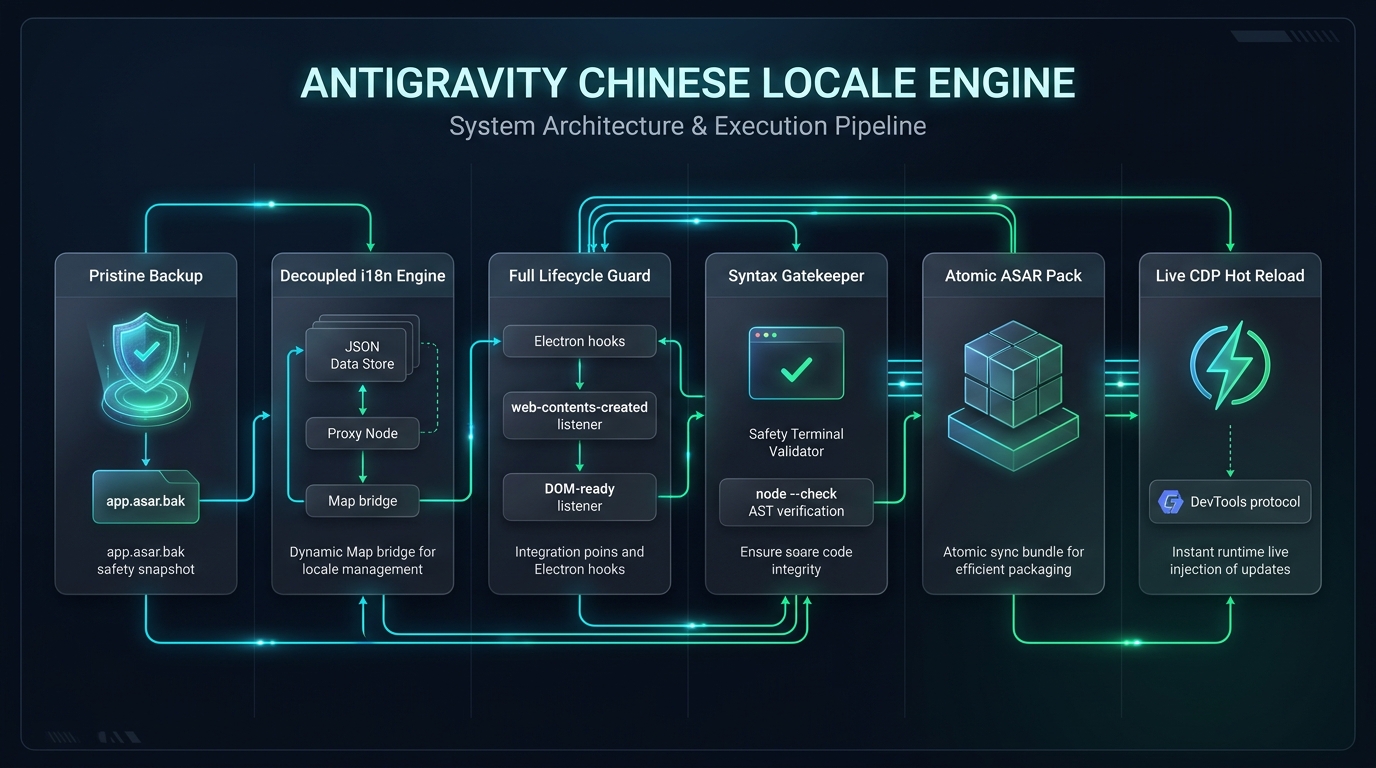 ANTIGRAVITY CHINESE LOCALE ENGINE
System Architecture & Execution Pipeline
Pristine Backup
app.asar.bak
app.asar.bak
safety snapshot
Decoupled i18n Engine
JSON
Data Store
Proxy Node
Map bridge
Dynamic Map bridge for
locale management
Full Lifecycle Guard
Electron hooks
web-contents-created
listener
DOM-ready
listener
Integration poins and
Electron hooks
Syntax Gatekeeper
Safety Terminal
Validator
node --check
AST verification
Ensure soare code
integrity
Atomic ASAR Pack
Atomic sync bundle for
efficient packaging
Live CDP Hot Reload
DevTools protocol
Instant runtime live
injection of updates